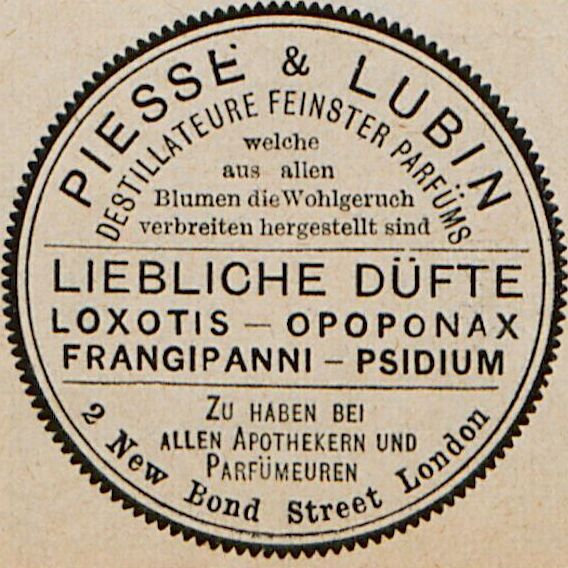 PIESSE & LUBIN
DESTILLATEURE FEINSTER PARFÜMS
welche
aus allen
Blumen die Wohlgeruch
verbreiten hergestellt sind
LIEBLICHE DÜFTE
LOXOTIS — OPOPONAX
FRANGIPANNI — PSIDIUM
ZU HABEN BEI
ALLEN APOTHEKERN UND
PARFÜMEUREN
2 New Bond Street London